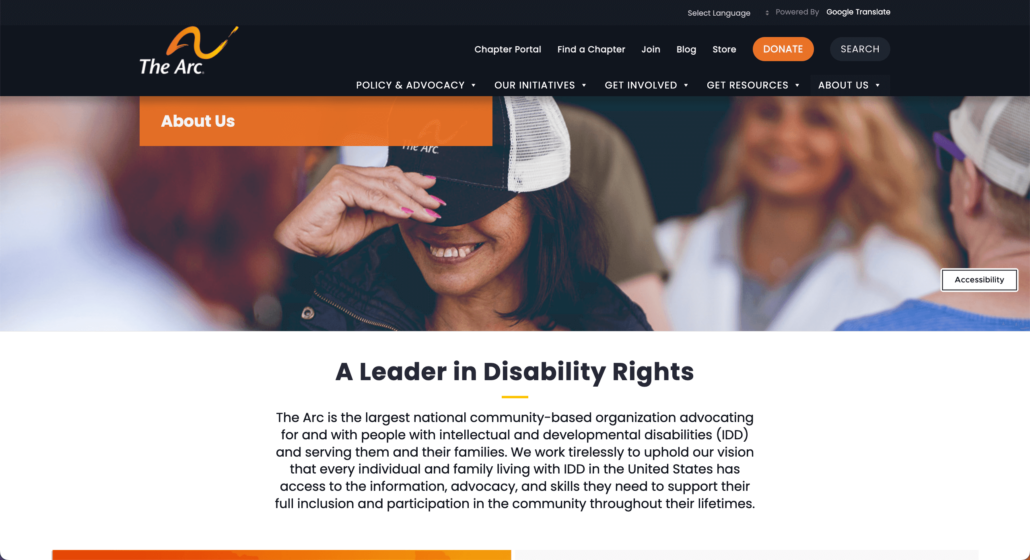 Select Language
Powered By Google Translate
The Arc.
Chapter Portal
Find a Chapter
Join
Blog
Store
DONATE
SEARCH
POLICY & ADVOCACY
OUR INITIATIVES
GET INVOLVED
GET RESOURCES
ABOUT US
About Us
The Arc.
Accessibility
A Leader in Disability Rights
The Arc is the largest national community-based organization advocating
for and with people with intellectual and developmental disabilities (IDD)
and serving them and their families. We work tirelessly to uphold our vision
that every individual and family living with IDD in the United States has
access to the information, advocacy, and skills they need to support their
full inclusion and participation in the community throughout their lifetimes.